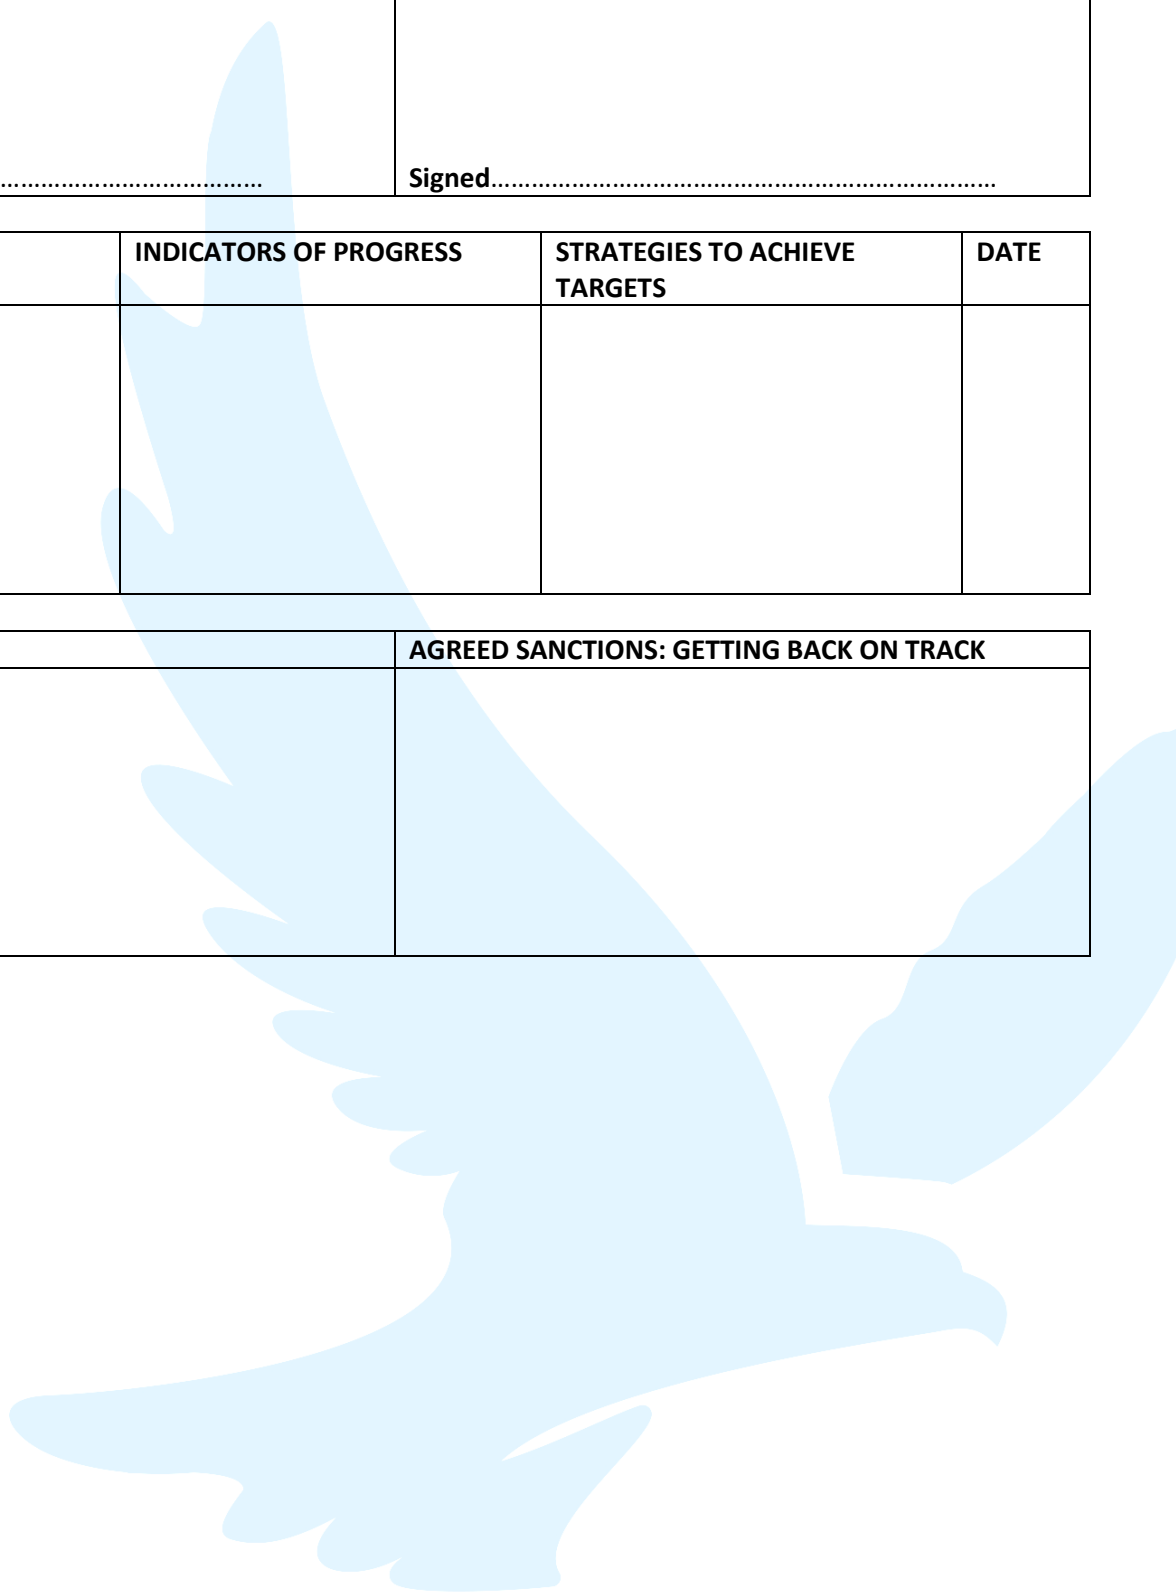 …………………………………… Signed…………………………………………………………………
INDICATORS OF PROGRESS STRATEGIES TO ACHIEVE TARGETS DATE
AGREED SANCTIONS: GETTING BACK ON TRACK